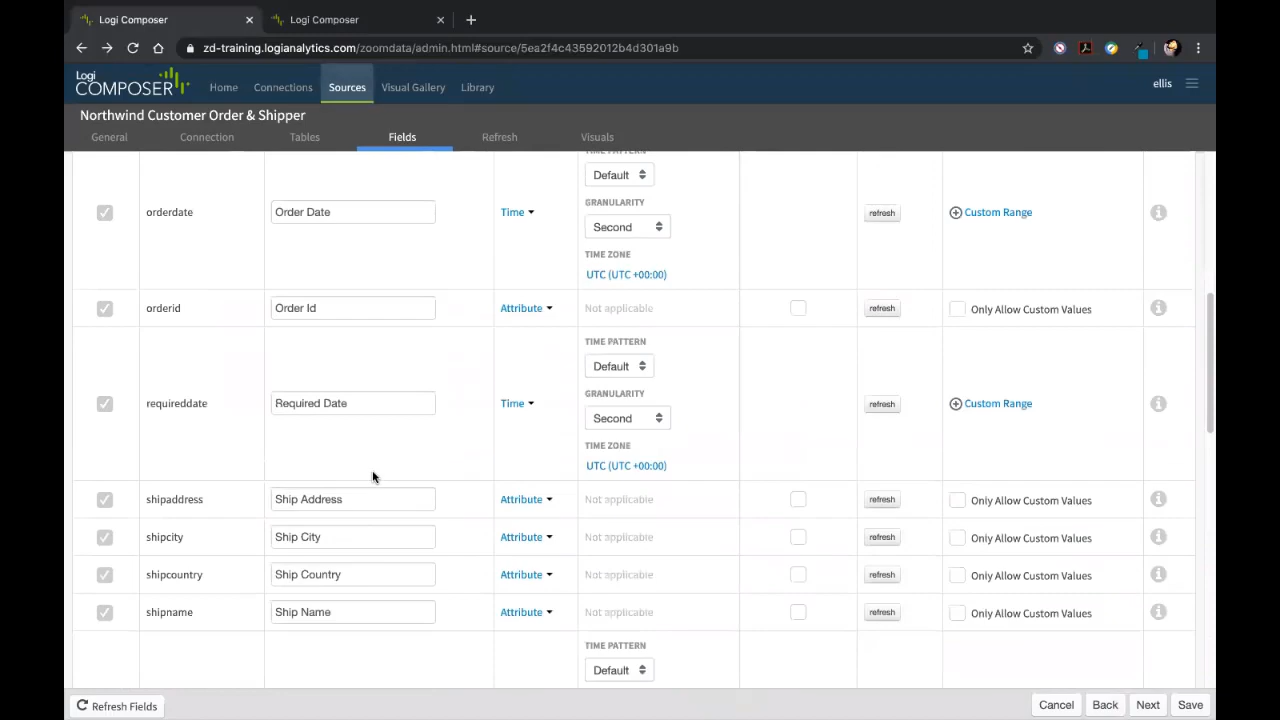 Logi Composer
Logi Composer
zd-training.logianalytics.com/zoomdata/admin.html#source/5ea2f4c43592012b4d301a9b
Logi
COMPOSER
Home
Connections
Sources
Visual Gallery
Library
ellis
Northwind Customer Order & Shipper
General
Connection
Tables
Fields
Refresh
Visuals
TIME PATTERN
Default
orderdate
Order Date
Time
GRANULARITY
Second
refresh
Custom Range
TIME ZONE
UTC (UTC +00:00)
orderid
Order Id
Attribute
Not applicable
refresh
Only Allow Custom Values
TIME PATTERN
Default
requireddate
Required Date
Time
GRANULARITY
Second
refresh
Custom Range
TIME ZONE
UTC (UTC +00:00)
shipaddress
Ship Address
Attribute
Not applicable
refresh
Only Allow Custom Values
shipcity
Ship City
Attribute
Not applicable
refresh
Only Allow Custom Values
shipcountry
Ship Country
Attribute
Not applicable
refresh
Only Allow Custom Values
shipname
Ship Name
Attribute
Not applicable
refresh
Only Allow Custom Values
TIME PATTERN
Default
Refresh Fields
Cancel
Back
Next
Save